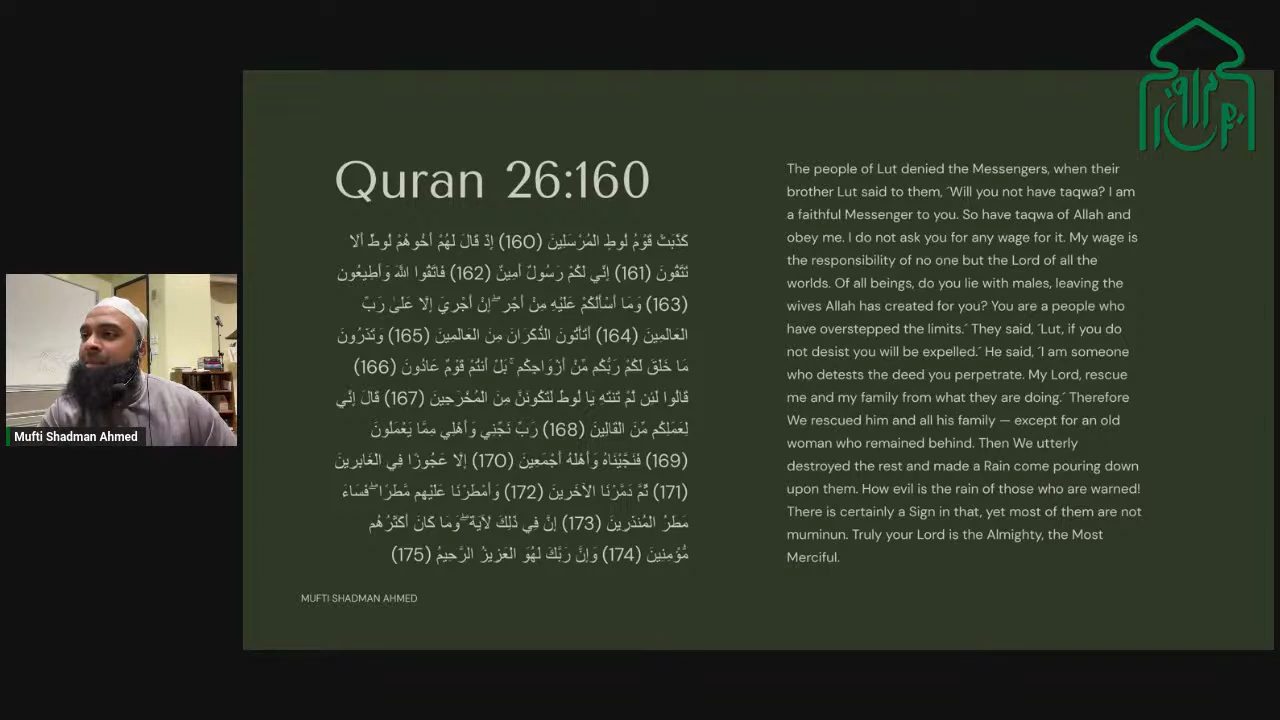 Quran 26:160
كَذَّبَتْ قَوْمُ لُوطٍ المُرْسَلِينَ (160) إِذْ قَالَ لَهُمْ أَخُوهُمْ لُوطٌ أَلَا
تَتَّقُونَ (161) إِنِّي لَكُمْ رَسُولٌ أَمِينٌ (162) فَاتَّقُوا اللَّهَ وَأَطِيعُونِ
(163) وَمَا أَسْأَلُكُمْ عَلَيْهِ مِنْ أَجْرٍ ۖ إِنْ أَجْرِيَ إِلَّا عَلَىٰ رَبِّ
العَالَمِينَ (164) أَتَأْتُونَ الذُّكْرَانَ مِنَ العَالَمِينَ (165) وَتَذَرُونَ
مَا خَلَقَ لَكُمْ رَبُّكُم مِّنْ أَزْوَاجِكُم ۚ بَلْ أَنتُمْ قَوْمٌ عَادُونَ (166)
قَالُوا لَئِن لَّمْ تَنتَهِ يَا لُوطُ لَتَكُونَنَّ مِنَ المُخْرَجِينَ (167) قَالَ إِنِّي
لِعَمَلِكُم مِّنَ القَالِينَ (168) رَبِّ نَجِّنِي وَأَهْلِي مِمَّا يَعْمَلُونَ
(169) فَنَجَّيْنَاهُ وَأَهْلَهُ أَجْمَعِينَ (170) إِلَّا عَجُوزًا فِي الغَابِرِينَ
(171) ثُمَّ دَمَّرْنَا الآخَرِينَ (172) وَأَمْطَرْنَا عَلَيْهِم مَّطَرًا ۖ فَسَاءَ
مَطَرُ المُنذَرِينَ (173) إِنَّ فِي ذَٰلِكَ لَآيَةً ۖ وَمَا كَانَ أَكْثَرُهُم
مُّؤْمِنِينَ (174) وَإِنَّ رَبَّكَ لَهُوَ العَزِيزُ الرَّحِيمُ (175)
MUFTI SHADMAN AHMED
The people of Lut denied the Messengers, when their
brother Lut said to them, ´Will you not have taqwa? I am
a faithful Messenger to you. So have taqwa of Allah and
obey me. I do not ask you for any wage for it. My wage is
the responsibility of no one but the Lord of all the
worlds. Of all beings, do you lie with males, leaving the
wives Allah has created for you? You are a people who
have overstepped the limits.´ They said, ´Lut, if you do
not desist you will be expelled.´ He said, ´I am someone
who detests the deed you perpetrate. My Lord, rescue
me and my family from what they are doing.´ Therefore
We rescued him and all his family — except for an old
woman who remained behind. Then We utterly
destroyed the rest and made a Rain come pouring down
upon them. How evil is the rain of those who are warned!
There is certainly a Sign in that, yet most of them are not
muminun. Truly your Lord is the Almighty, the Most
Merciful.
Mufti Shadman Ahmed